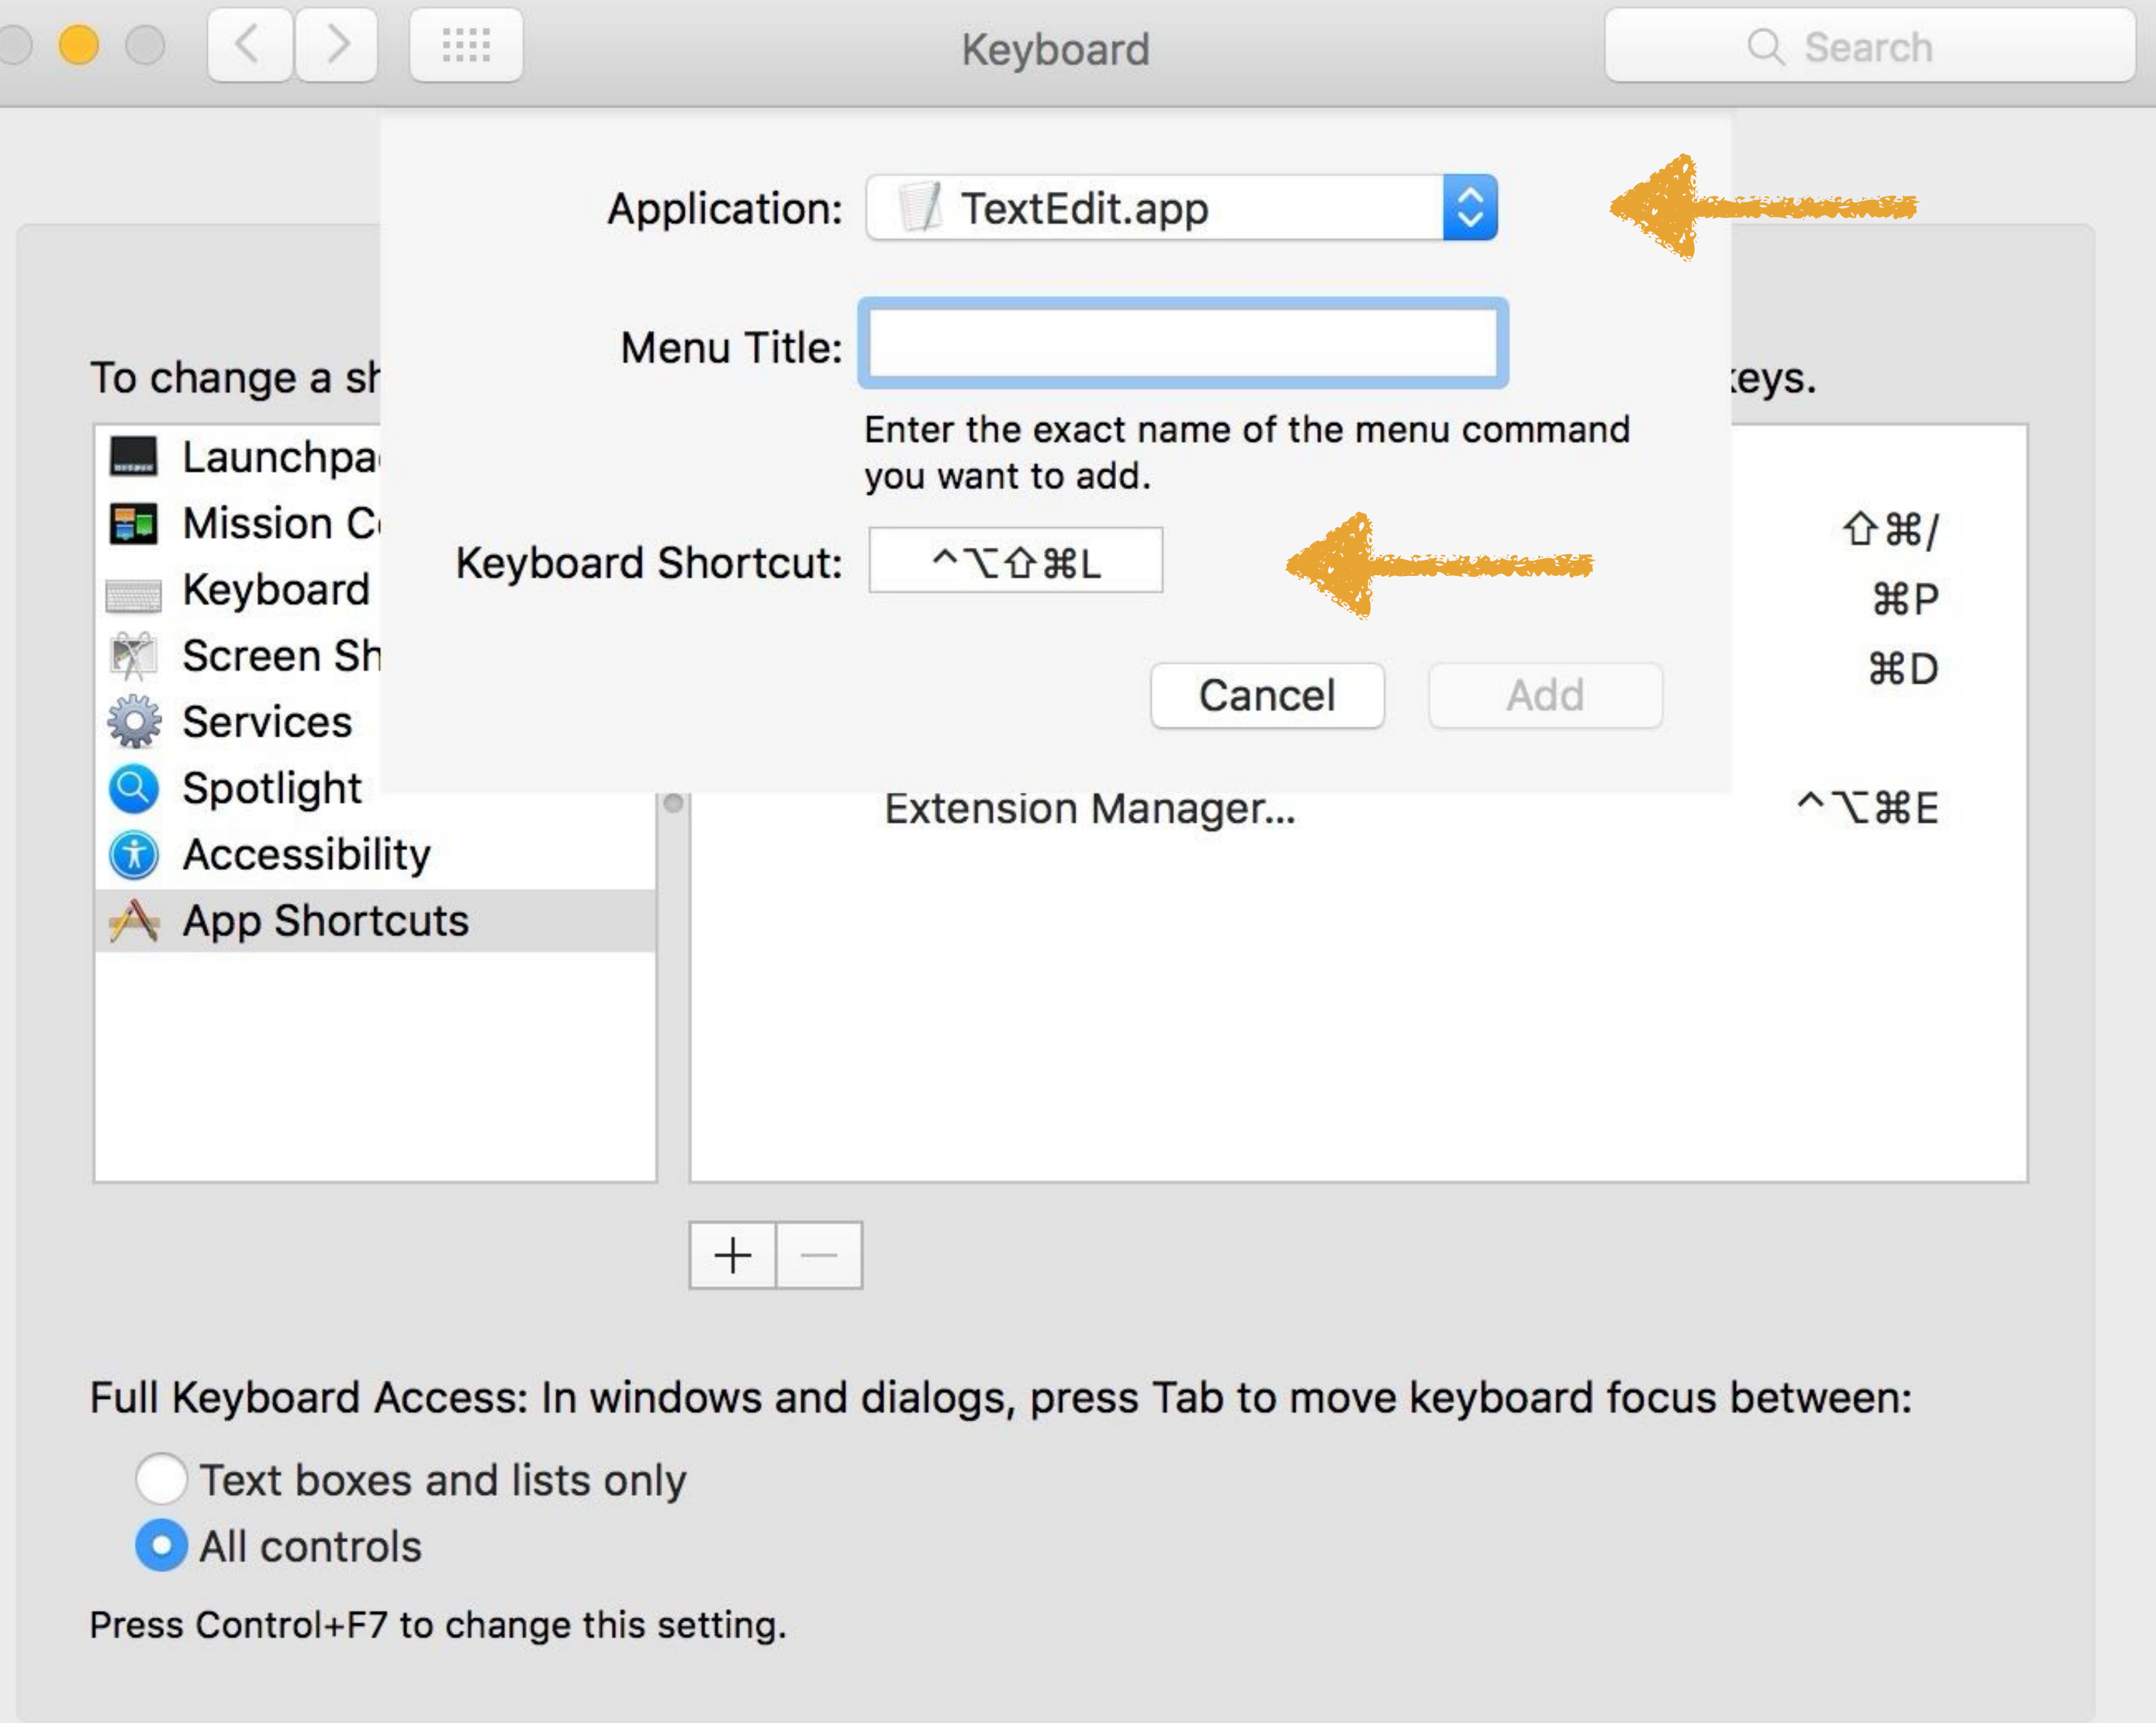 Keyboard
Search
Application: TextEdit.app
Menu Title:
Enter the exact name of the menu command
you want to add.
Keyboard Shortcut: ^⌥⇧⌘L
Cancel Add
To change a sh
keys.
Launchpa
Mission C
Keyboard
Screen Sh
Services
Spotlight
Accessibility
App Shortcuts
⇧⌘/
⌘P
⌘D
Extension Manager... ^⌥⌘E
+ −
Full Keyboard Access: In windows and dialogs, press Tab to move keyboard focus between:
Text boxes and lists only
All controls
Press Control+F7 to change this setting.